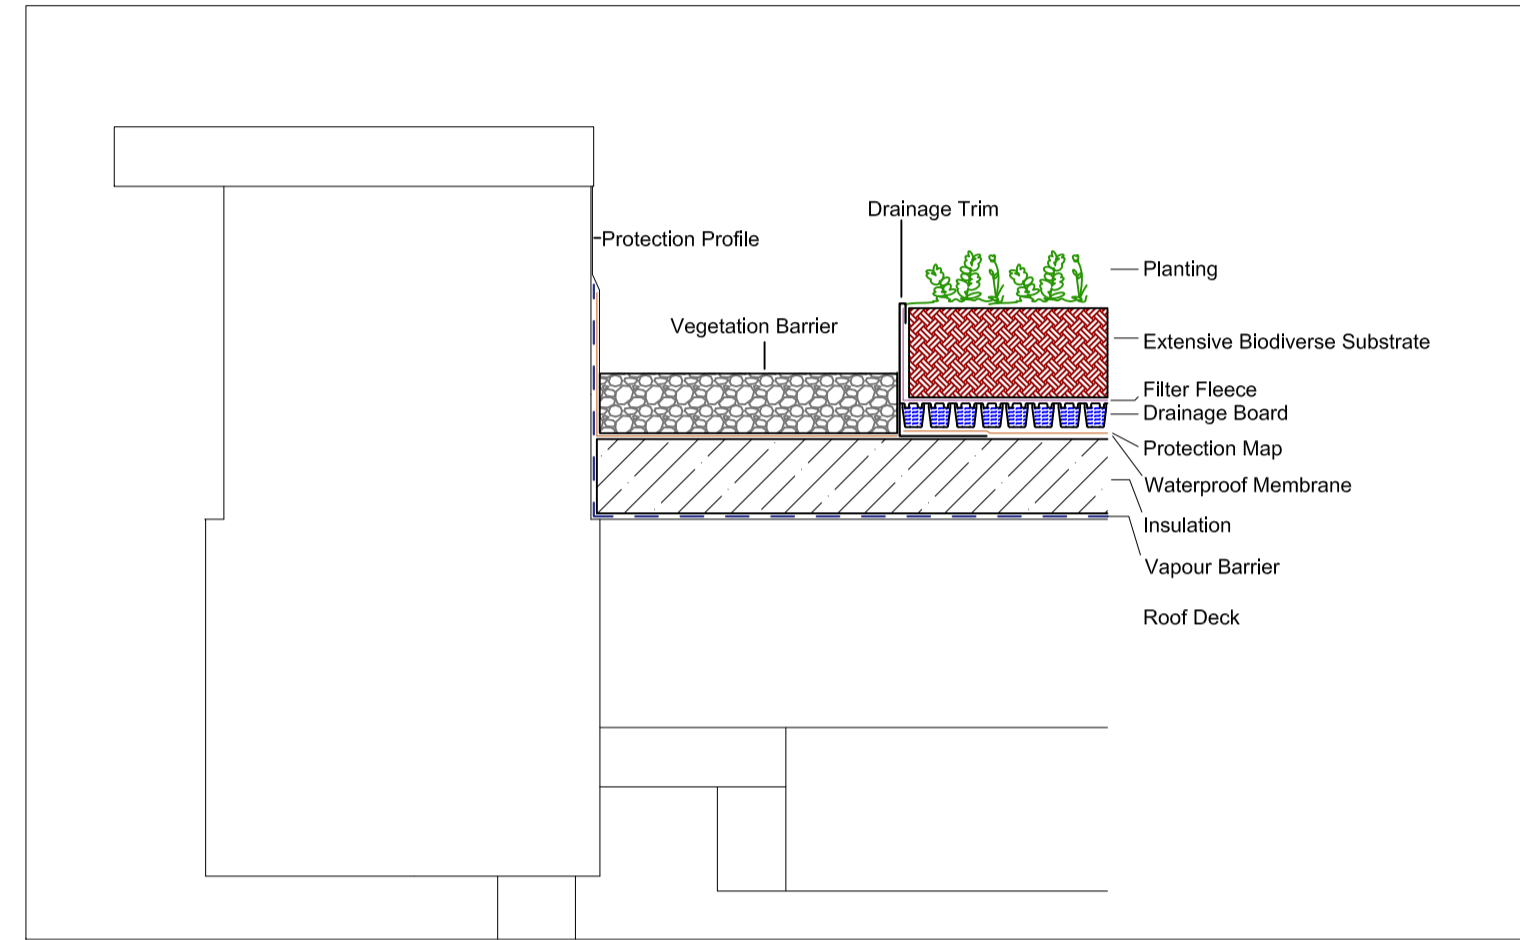 Drainage Trim
Protection Profile
Planting
Vegetation Barrier
Extensive Biodiverse Substrate
Filter Fleece
Drainage Board
Protection Map
Waterproof Membrane
Insulation
Vapour Barrier
Roof Deck